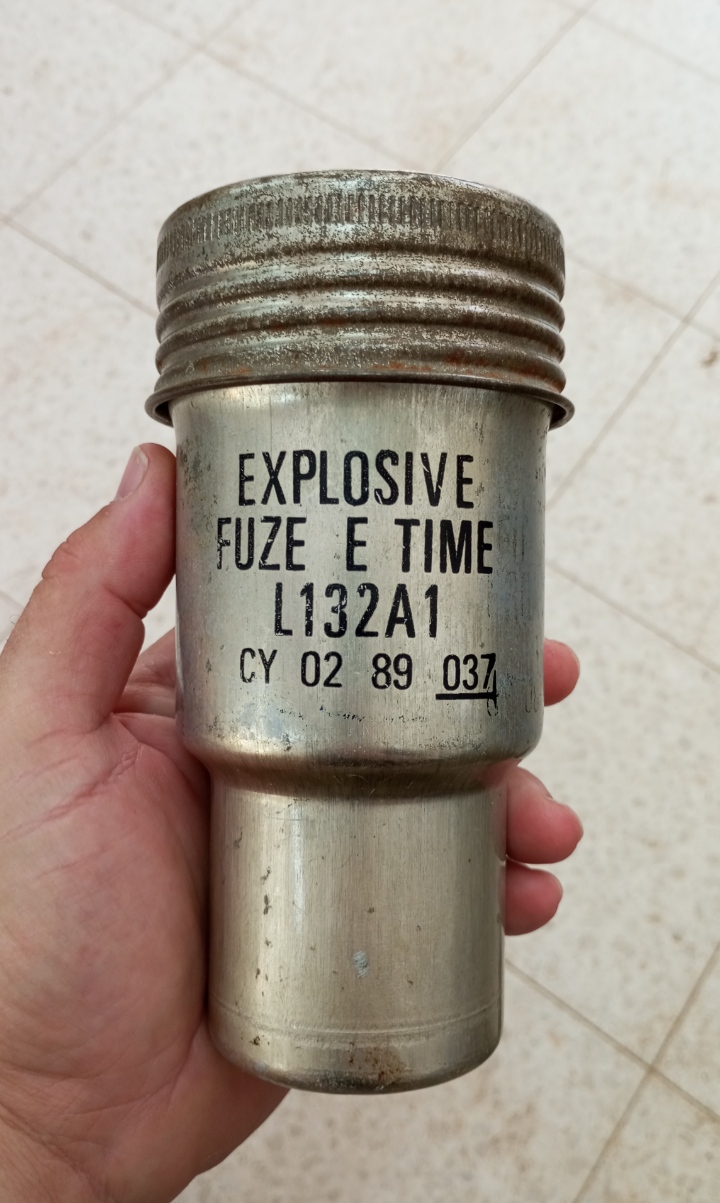 EXPLOSIVE
FUZE E TIME
L132A1
CY 02 89 037